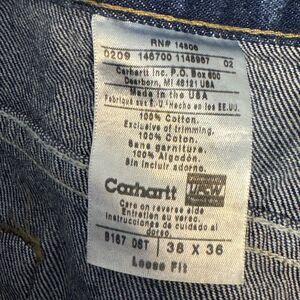 RN# 14806
0209 146700 1148967 02
Carhartt Inc. P.O. Box 600
Dearborn, MI 48121 USA
Made in the USA
Fabriqué aux E.-U./Hecho en los EE.UU.
100% Cotton.
Exclusive of trimming.
100% Coton.
Sans garniture.
100% Algodón.
Sin incluir adorno.
Carhartt
UFCW
Care on reverse side
Entretien au verso.
Instrucciones de cuidado al
dorso.
B167 DST 38 X 36
Loose Fit